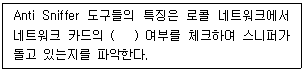 Anti Sniffer 도구들의 특징은 로콜 네트워크에서
네트워크 카드의 (   ) 여부를 체크하여 스니퍼가
돌고 있는지를 파악한다.